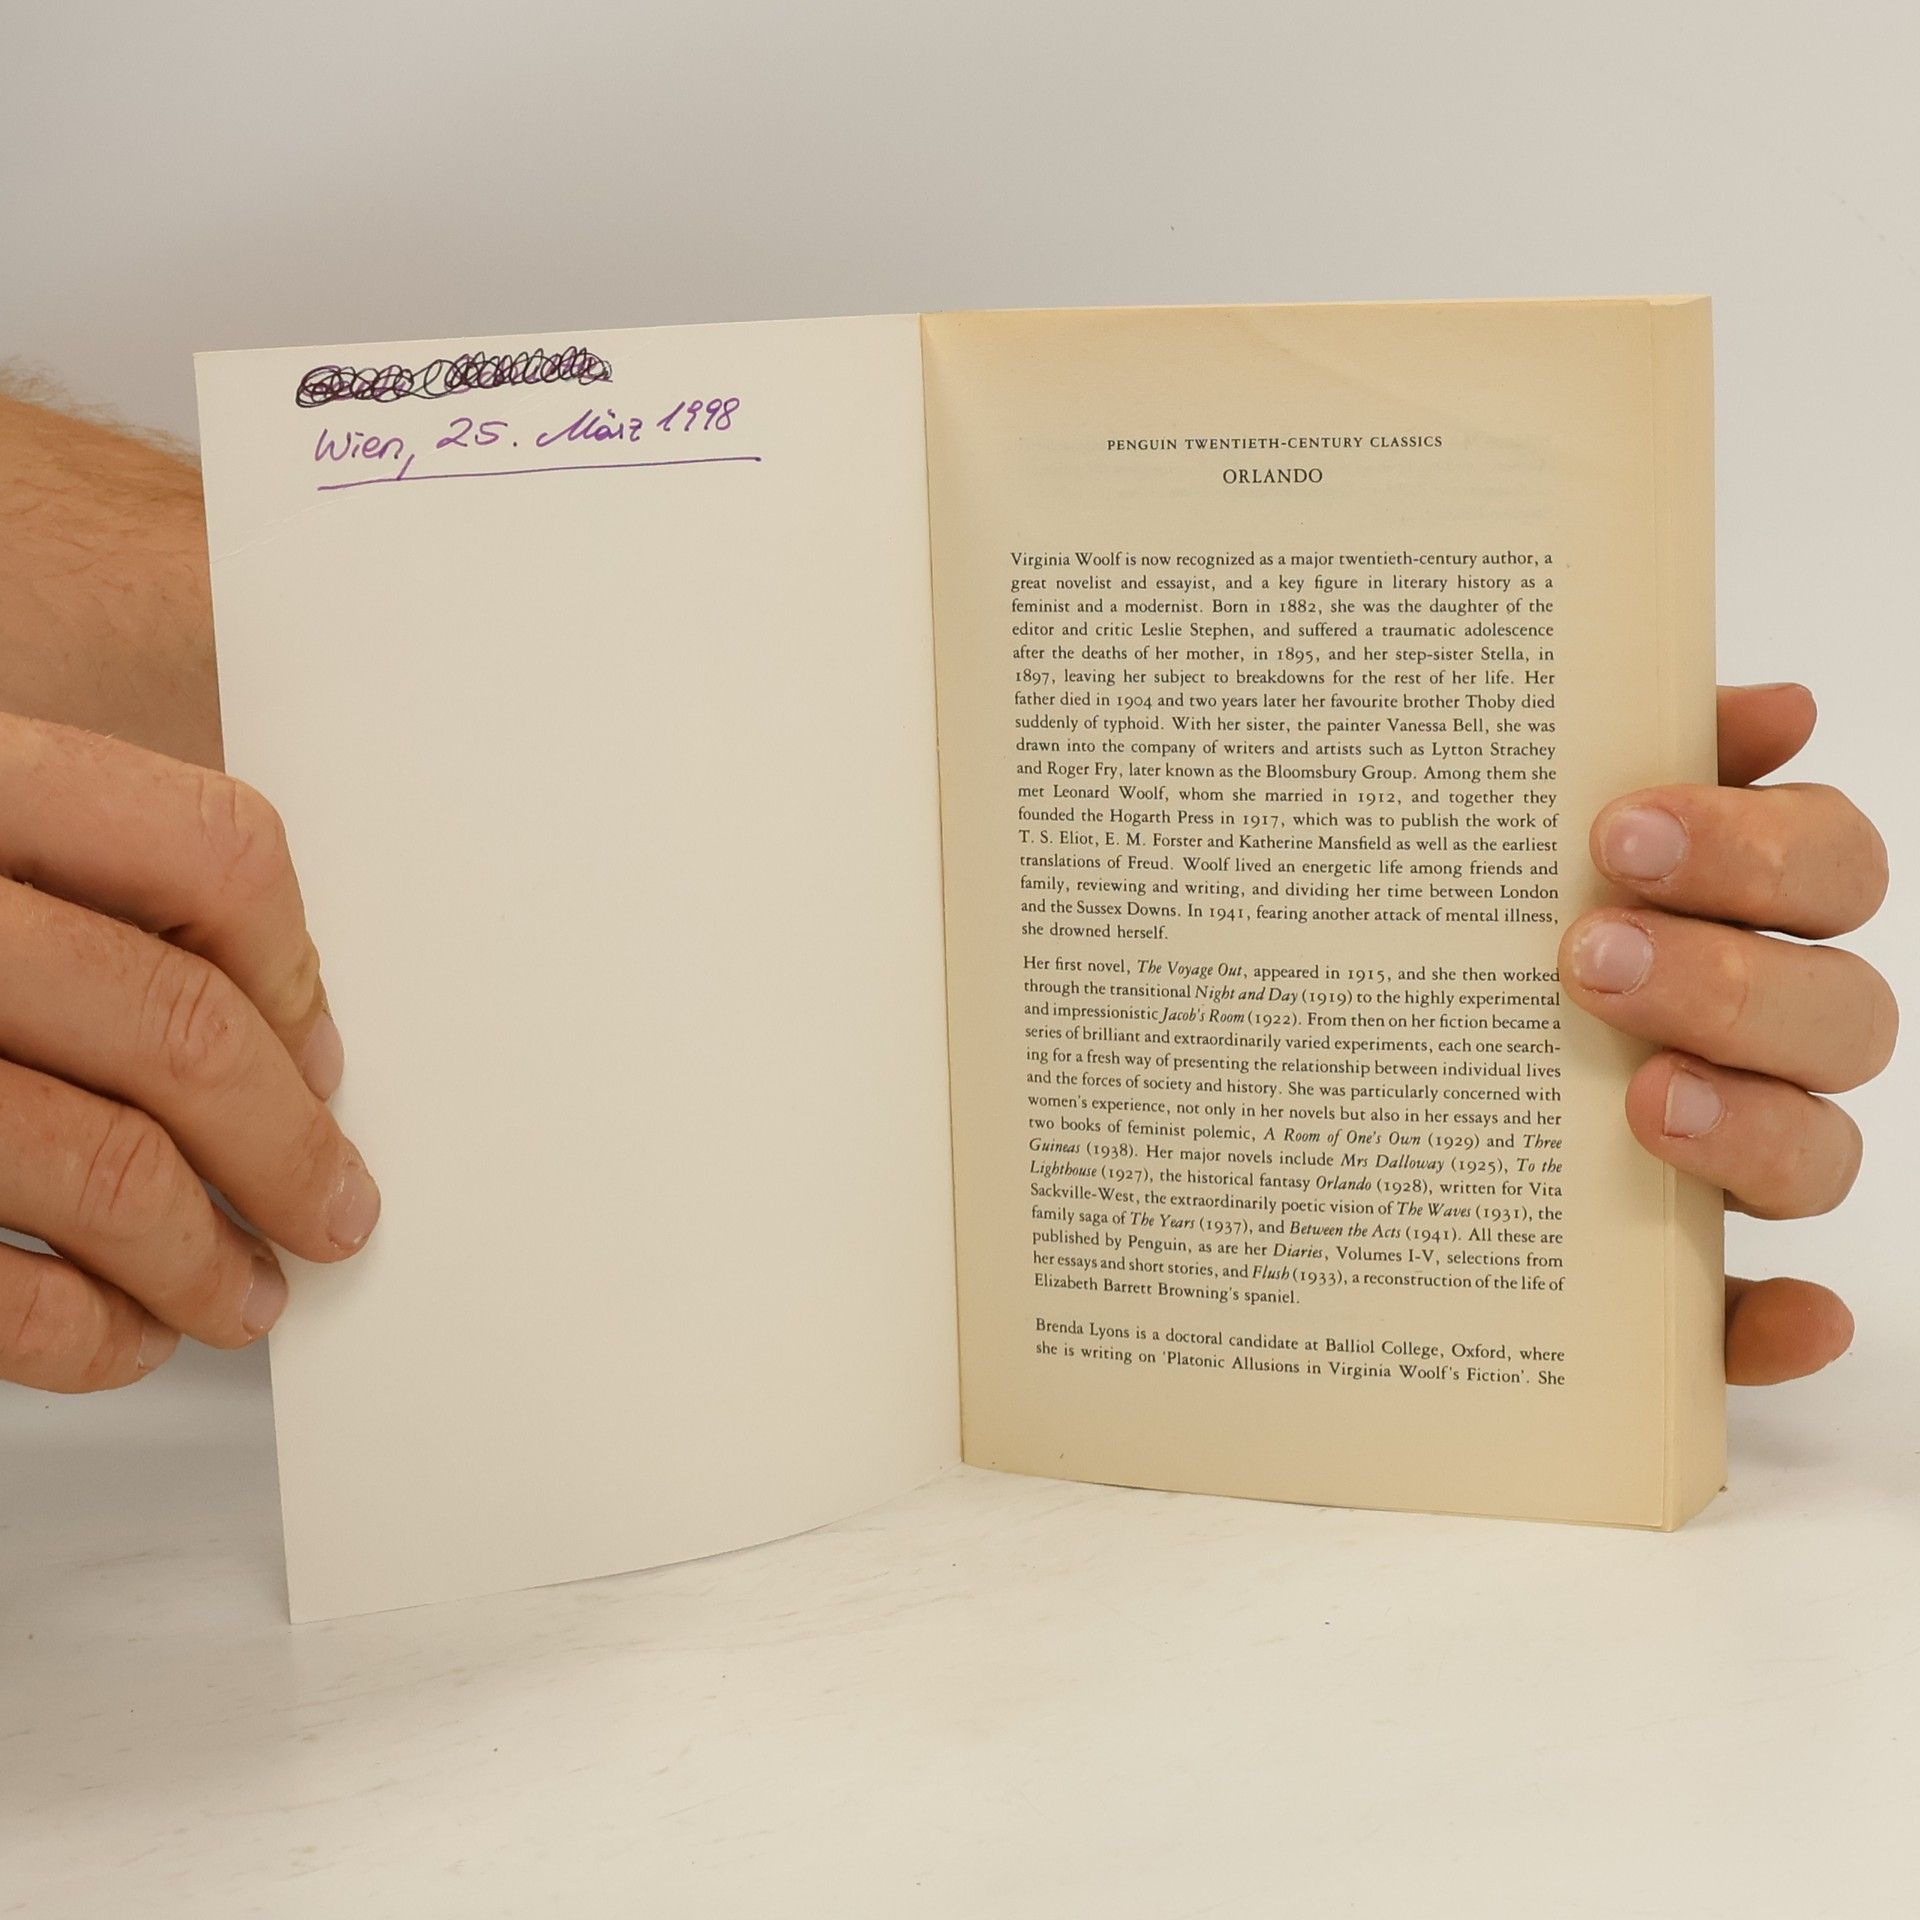 Wien, 25. März 1998
PENGUIN TWENTIETH-CENTURY CLASSICS
ORLANDO
Virginia Woolf is now recognized as a major twentieth-century author, a
great novelist and essayist, and a key figure in literary history as a
feminist and a modernist. Born in 1882, she was the daughter of the
editor and critic Leslie Stephen, and suffered a traumatic adolescence
after the deaths of her mother, in 1895, and her step-sister Stella, in
1897, leaving her subject to breakdowns for the rest of her life. Her
father died in 1904 and two years later her favourite brother Thoby died
suddenly of typhoid. With her sister, the painter Vanessa Bell, she was
drawn into the company of writers and artists such as Lytton Strachey
and Roger Fry, later known as the Bloomsbury Group. Among them she
met Leonard Woolf, whom she married in 1912, and together they
founded the Hogarth Press in 1917, which was to publish the work of
T. S. Eliot, E. M. Forster and Katherine Mansfield as well as the earliest
translations of Freud. Woolf lived an energetic life among friends and
family, reviewing and writing, and dividing her time between London
and the Sussex Downs. In 1941, fearing another attack of mental illness,
she drowned herself.
Her first novel, The Voyage Out, appeared in 1915, and she then worked
through the transitional Night and Day (1919) to the highly experimental
and impressionistic Jacob's Room (1922). From then on her fiction became a
series of brilliant and extraordinarily varied experiments, each one search-
ing for a fresh way of presenting the relationship between individual lives
and the forces of society and history. She was particularly concerned with
women's experience, not only in her novels but also in her essays and her
two books of feminist polemic, A Room of One's Own (1929) and Three
Guineas (1938). Her major novels include Mrs Dalloway (1925), To the
Lighthouse (1927), the historical fantasy Orlando (1928), written for Vita
Sackville-West, the extraordinarily poetic vision of The Waves (1931), the
family saga of The Years (1937), and Between the Acts (1941). All these are
published by Penguin, as are her Diaries, Volumes I-V, selections from
her essays and short stories, and Flush (1933), a reconstruction of the life of
Elizabeth Barrett Browning's spaniel.
Brenda Lyons is a doctoral candidate at Balliol College, Oxford, where
she is writing on 'Platonic Allusions in Virginia Woolf's Fiction'. She